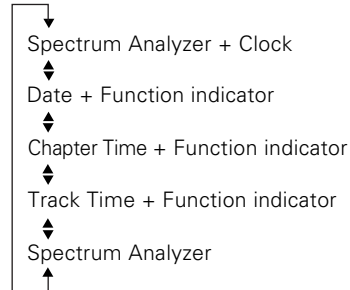 Spectrum Analyzer + Clock
Date + Function indicator
Chapter Time + Function indicator
Track Time + Function indicator
Spectrum Analyzer